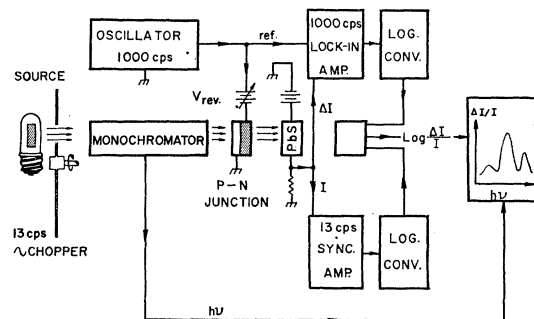 OSCILLATOR
1000 cps
ref.
1000 cps
LOCK-IN
AMP.
LOG.
CONV.
SOURCE
Vrev.
ΔI
MONOCHROMATOR
PbS
Log ΔI/I
ΔI/I
hν
P-N
JUNCTION
I
13 cps
∿CHOPPER
13 cps
SYNC.
AMP.
LOG.
CONV.
hν